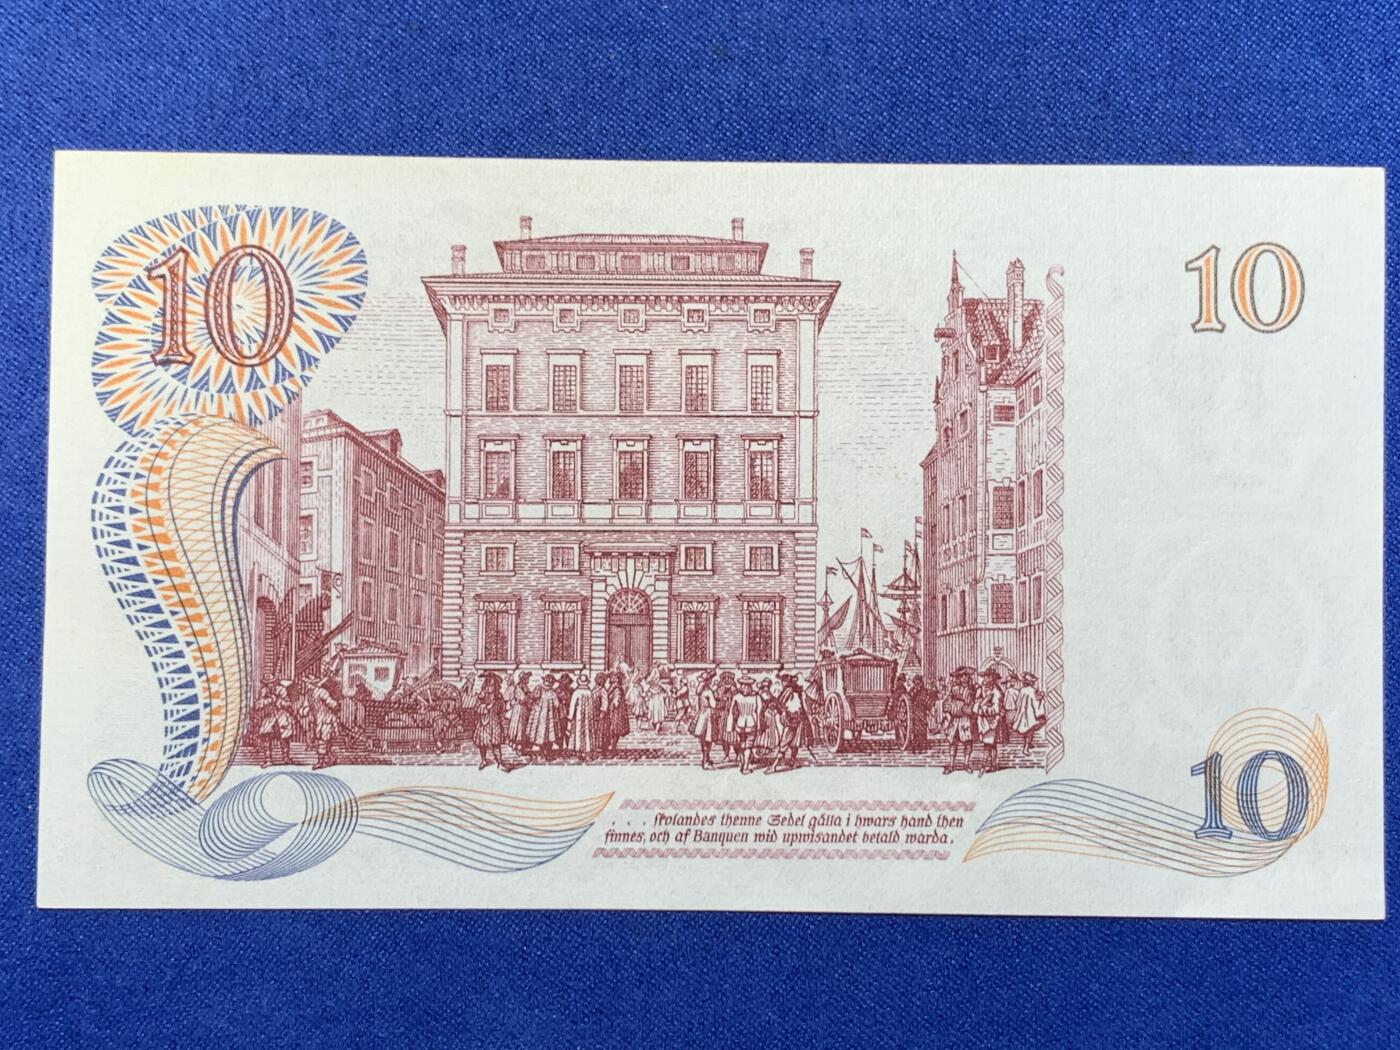 10
10
. . . skolandes thenne Sedel gälla i hwars hand then
finnes, och af Banquen wid upwisandet betald warda.
10